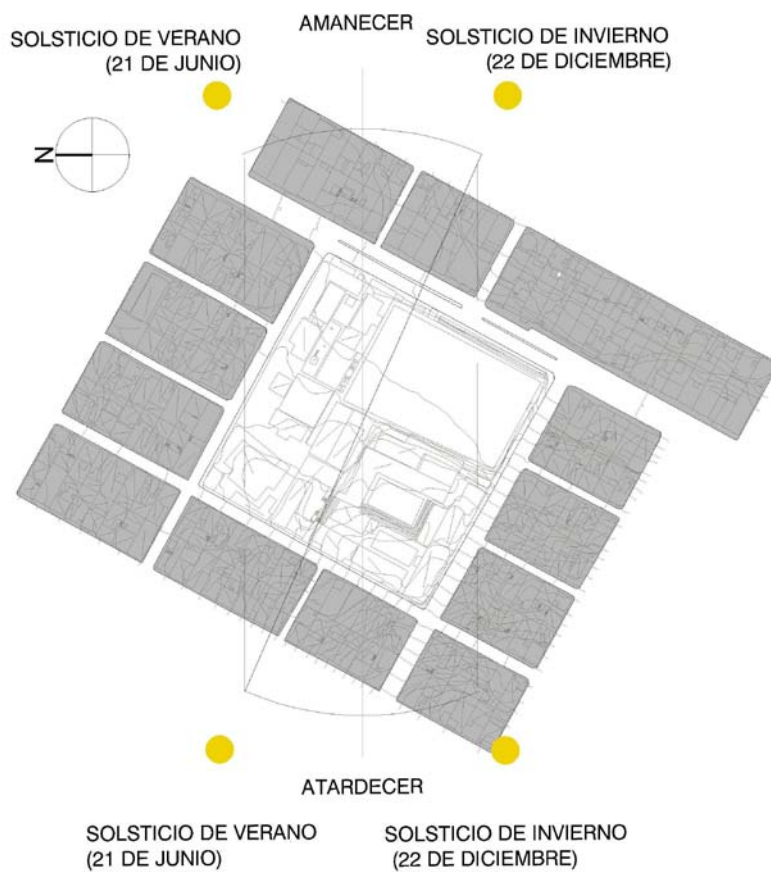 AMANECER
SOLSTICIO DE VERANO
(21 DE JUNIO)
SOLSTICIO DE INVIERNO
(22 DE DICIEMBRE)
N
ATARDECER
SOLSTICIO DE VERANO
(21 DE JUNIO)
SOLSTICIO DE INVIERNO
(22 DE DICIEMBRE)